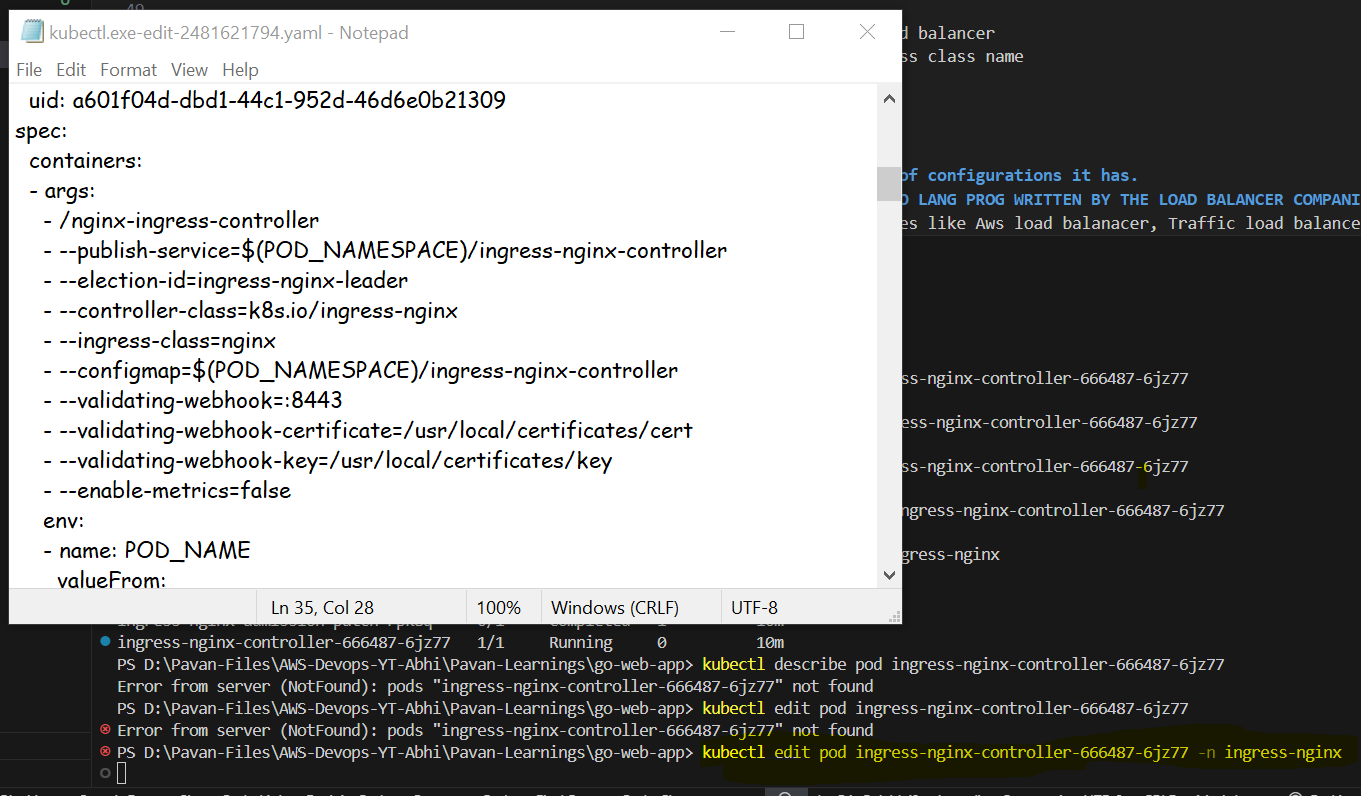 kubectl.exe-edit-2481621794.yaml - Notepad
File Edit Format View Help
uid: a601f04d-dbd1-44c1-952d-46d6e0b21309
spec:
containers:
- args:
- /nginx-ingress-controller
- --publish-service=$(POD_NAMESPACE)/ingress-nginx-controller
- --election-id=ingress-nginx-leader
- --controller-class=k8s.io/ingress-nginx
- --ingress-class=nginx
- --configmap=$(POD_NAMESPACE)/ingress-nginx-controller
- --validating-webhook=:8443
- --validating-webhook-certificate=/usr/local/certificates/cert
- --validating-webhook-key=/usr/local/certificates/key
- --enable-metrics=false
env:
- name: POD_NAME
valueFrom:
Ln 35, Col 28 100% Windows (CRLF) UTF-8
d balancer
ss class name
of configurations it has.
LANG PROG WRITTEN BY THE LOAD BALANCER COMPANI
es like Aws load balanacer, Traffic load balance
ss-nginx-controller-666487-6jz77
ess-nginx-controller-666487-6jz77
ss-nginx-controller-666487-6jz77
ngress-nginx-controller-666487-6jz77
gress-nginx
ingress-nginx-controller-666487-6jz77 1/1 Running 0 10m
PS D:\Pavan-Files\AWS-Devops-YT-Abhi\Pavan-Learnings\go-web-app> kubectl describe pod ingress-nginx-controller-666487-6jz77
Error from server (NotFound): pods "ingress-nginx-controller-666487-6jz77" not found
PS D:\Pavan-Files\AWS-Devops-YT-Abhi\Pavan-Learnings\go-web-app> kubectl edit pod ingress-nginx-controller-666487-6jz77
Error from server (NotFound): pods "ingress-nginx-controller-666487-6jz77" not found
PS D:\Pavan-Files\AWS-Devops-YT-Abhi\Pavan-Learnings\go-web-app> kubectl edit pod ingress-nginx-controller-666487-6jz77 -n ingress-nginx